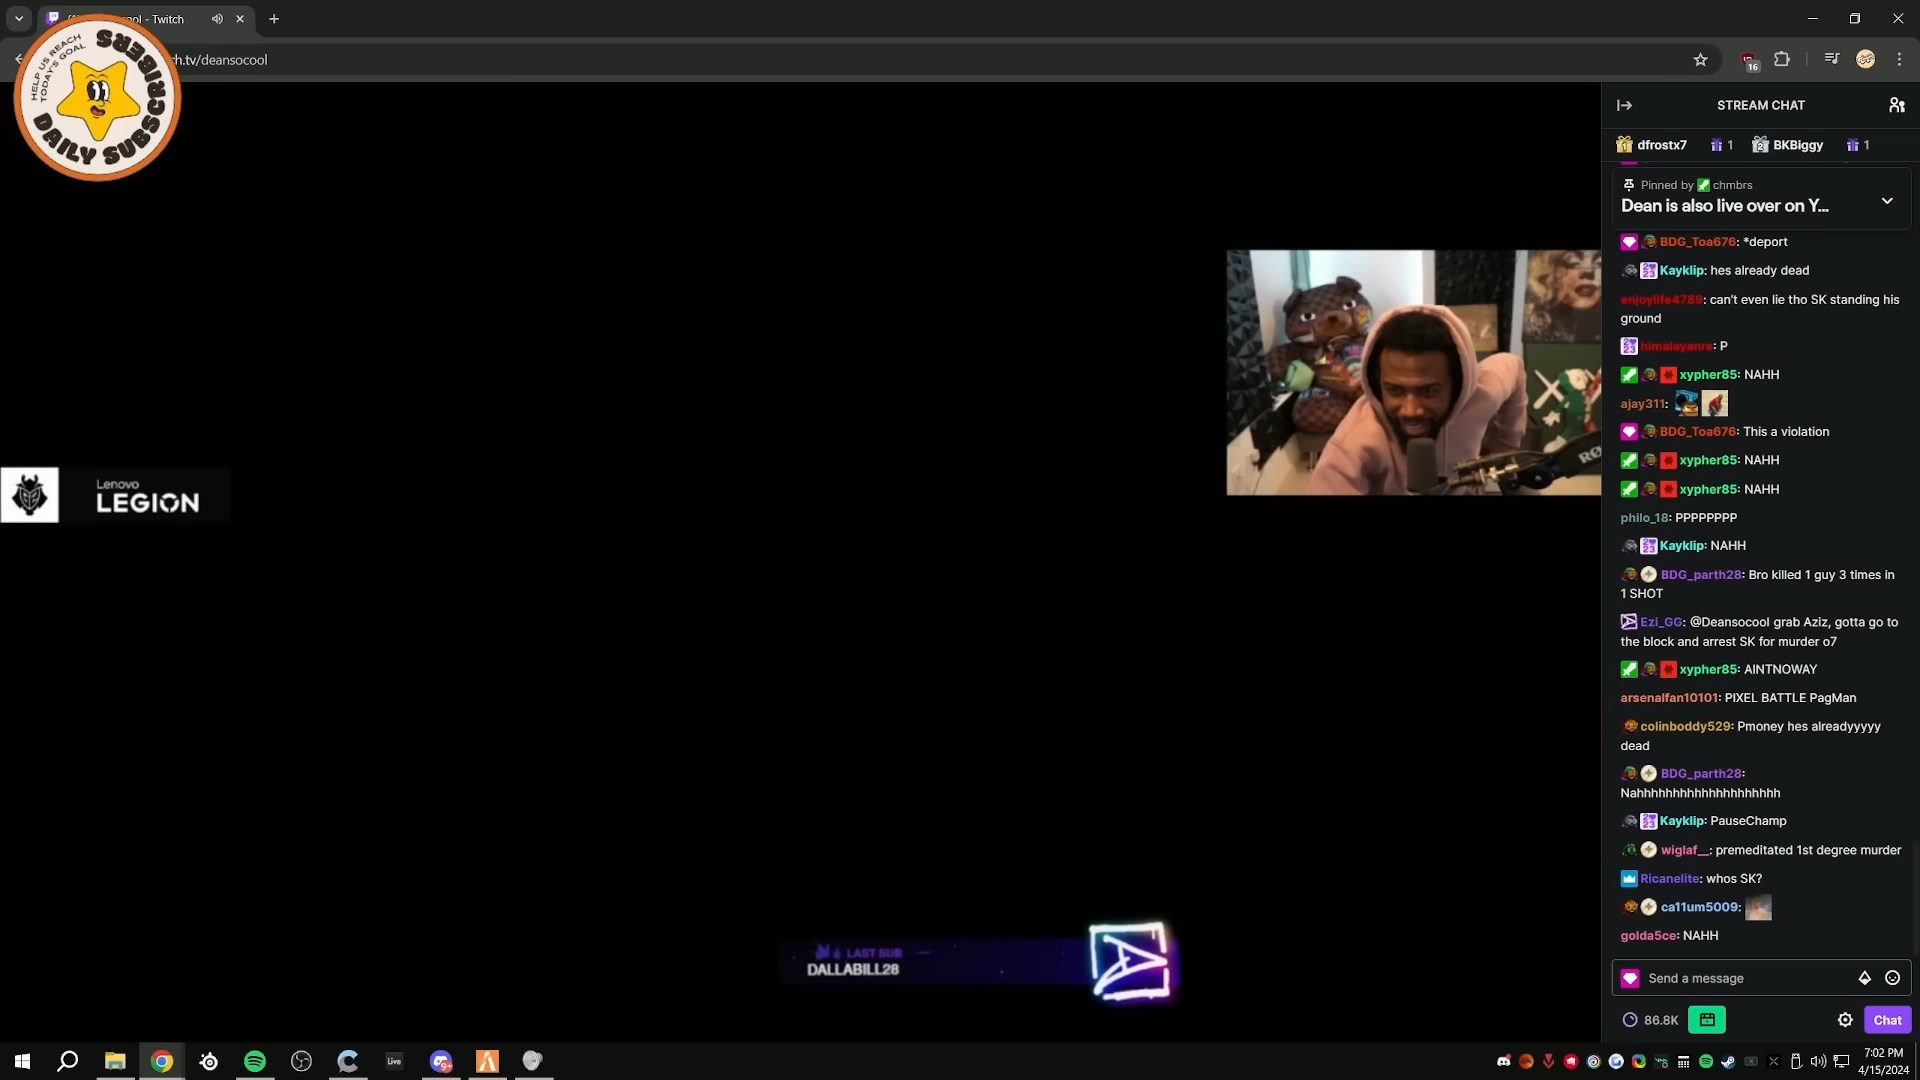 ool - Twitch
HELP US REACH
TODAY'S GOAL
DAILY SUBSCRIBERS
ch.tv/deansocool
16
STREAM CHAT
dfrostx7 1 BKBiggy 1
Pinned by chmbrs
Dean is also live over on Y...
BDG_Toa676: *deport
Kayklip: hes already dead
enjoylife4789: can't even lie tho SK standing his
ground
himalayanre: P
xypher85: NAHH
ajay311:
BDG_Toa676: This a violation
xypher85: NAHH
xypher85: NAHH
philo_18: PPPPPPPP
Kayklip: NAHH
BDG_parth28: Bro killed 1 guy 3 times in
1 SHOT
Ezi_GG: @Deansocool grab Aziz, gotta go to
the block and arrest SK for murder o7
xypher85: AINTNOWAY
arsenalfan10101: PIXEL BATTLE PagMan
colinboddy529: Pmoney hes alreadyyyyy
dead
BDG_parth28:
Nahhhhhhhhhhhhhhhhhhh
Kayklip: PauseChamp
wiglaf__: premeditated 1st degree murder
Ricanelite: whos SK?
ca11um5009:
golda5ce: NAHH
Send a message
86.8K
Chat
Lenovo
LEGION
RØ
LAST SUB
DALLABILL28
Live
9+
7:02 PM
4/15/2024